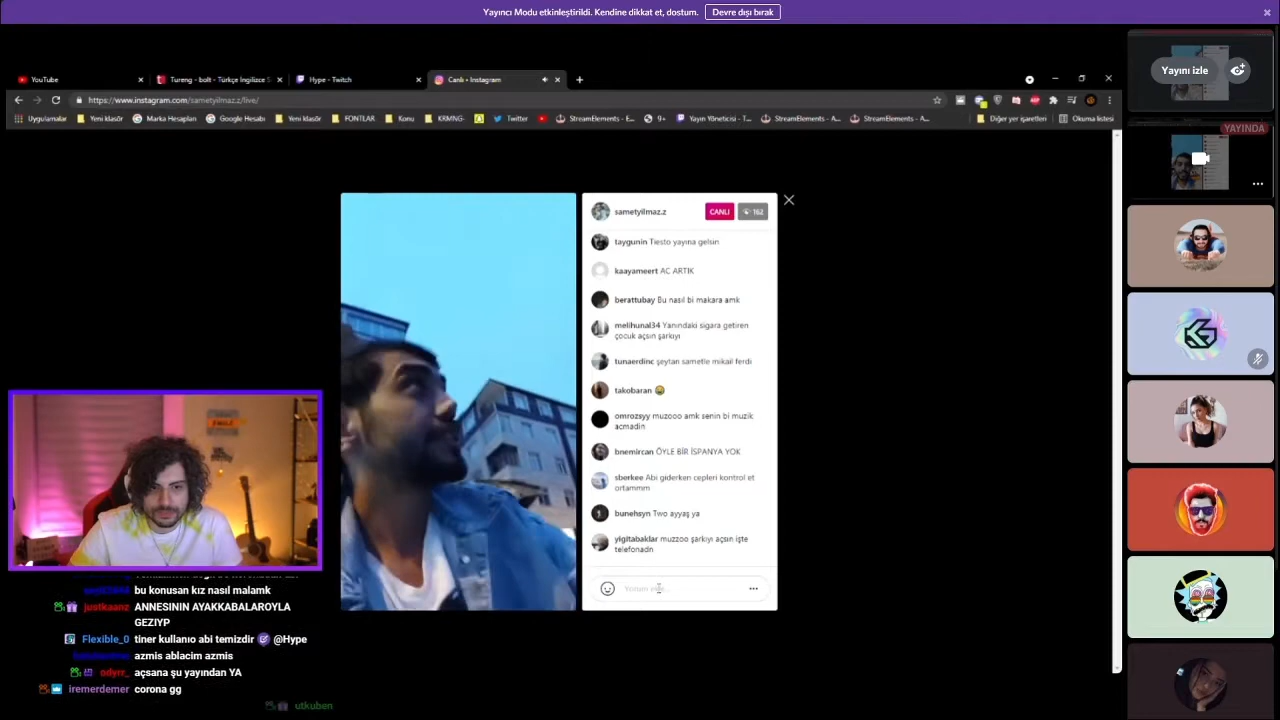 Yayıncı Modu etkinleştirildi. Kendine dikkat et, dostum. Devre dışı bırak
YouTube
Tureng - bolt - Türkçe İngilizce S
Hype - Twitch
Canlı • Instagram
https://www.instagram.com/sametyilmaz.z/live/
Uygulamalar
Yeni klasör
Marka Hesapları
Google Hesabı
Yeni klasör
FONTLAR
Konu
KRMNG-
Twitter
StreamElements - E...
9+
Yayın Yöneticisi - T...
StreamElements - A...
StreamElements - A...
Diğer yer işaretleri
Okuma listesi
Yayını izle
YAYINDA
sametyilmaz.z CANLI 162
taygunin Tiesto yayına gelsin
kaayameert AC ARTIK
berattubay Bu nasıl bi makara amk
melihunal34 Yanındaki sigara getiren
çocuk açsın şarkıyı
tunaerdinc şeytan sametle mikail ferdi
takobaran
omrozsyy muzooo amk senin bi muzik
acmadin
bnemircan ÖYLE BİR İSPANYA YOK
sberkee Abi giderken cepleri kontrol et
ortammm
bunehsyn Two ayyaş ya
yigitabaklar muzzoo şarkıyı açsın işte
telefonadn
bu konusan kız nasıl malamk
justkaanz ANNESININ AYAKKABALAROYLA
GEZIYP
Flexible_0 tiner kullanıo abi temizdir @Hype
azmis ablacim azmis
odyrr_ açsana şu yayından YA
iremerdemer corona gg
utkuben